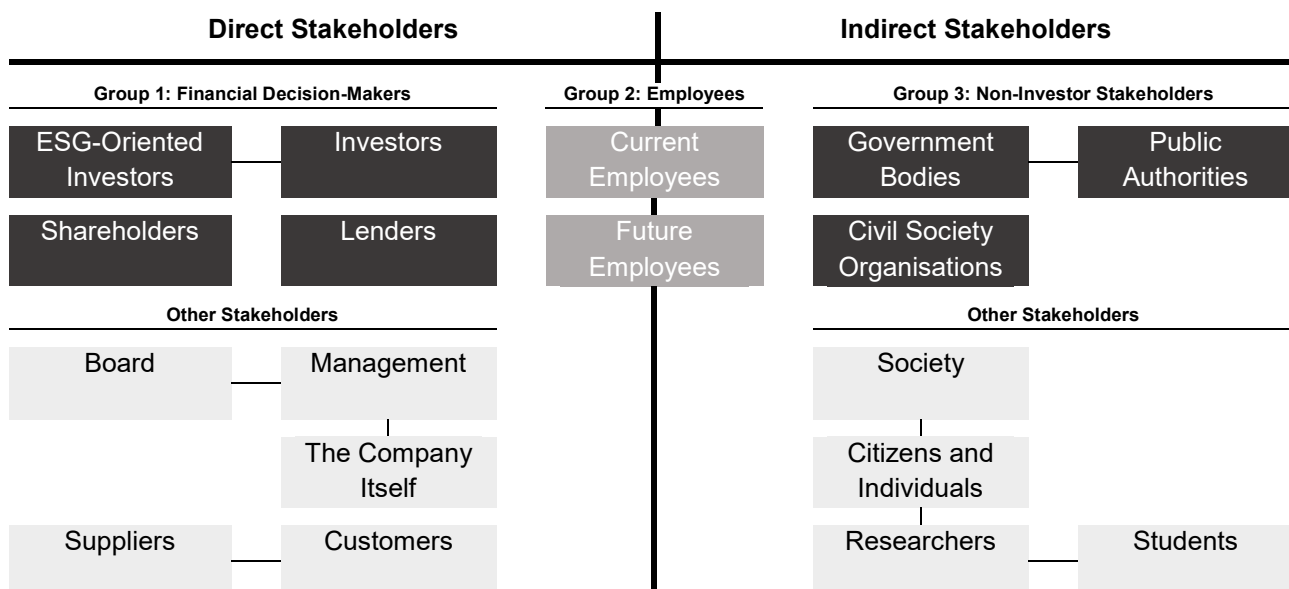 Direct Stakeholders
Indirect Stakeholders
Group 1: Financial Decision-Makers
Group 2: Employees
Group 3: Non-Investor Stakeholders
ESG-Oriented
Investors
Investors
Current
Employees
Government
Bodies
Public
Authorities
Shareholders
Lenders
Future
Employees
Civil Society
Organisations
Other Stakeholders
Other Stakeholders
Board
Management
Society
The Company
Itself
Citizens and
Individuals
Suppliers
Customers
Researchers
Students